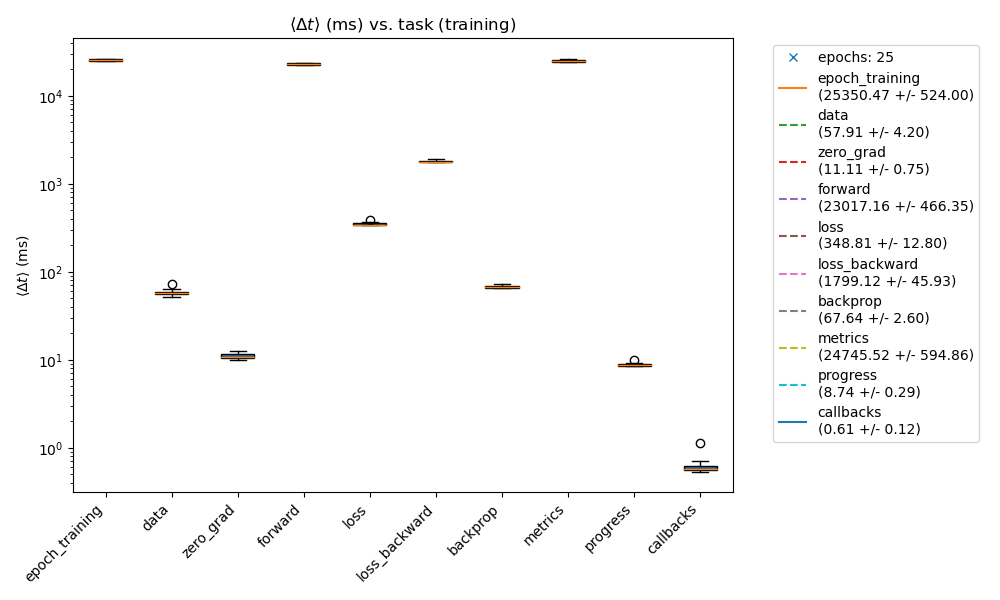 ⟨Δt⟩ (ms) vs. task (training)
⟨Δt⟩ (ms)
10⁴
10³
10²
10¹
10⁰
epoch_training
data
zero_grad
forward
loss
loss_backward
backprop
metrics
progress
callbacks
epochs: 25
epoch_training
(25350.47 +/- 524.00)
data
(57.91 +/- 4.20)
zero_grad
(11.11 +/- 0.75)
forward
(23017.16 +/- 466.35)
loss
(348.81 +/- 12.80)
loss_backward
(1799.12 +/- 45.93)
backprop
(67.64 +/- 2.60)
metrics
(24745.52 +/- 594.86)
progress
(8.74 +/- 0.29)
callbacks
(0.61 +/- 0.12)